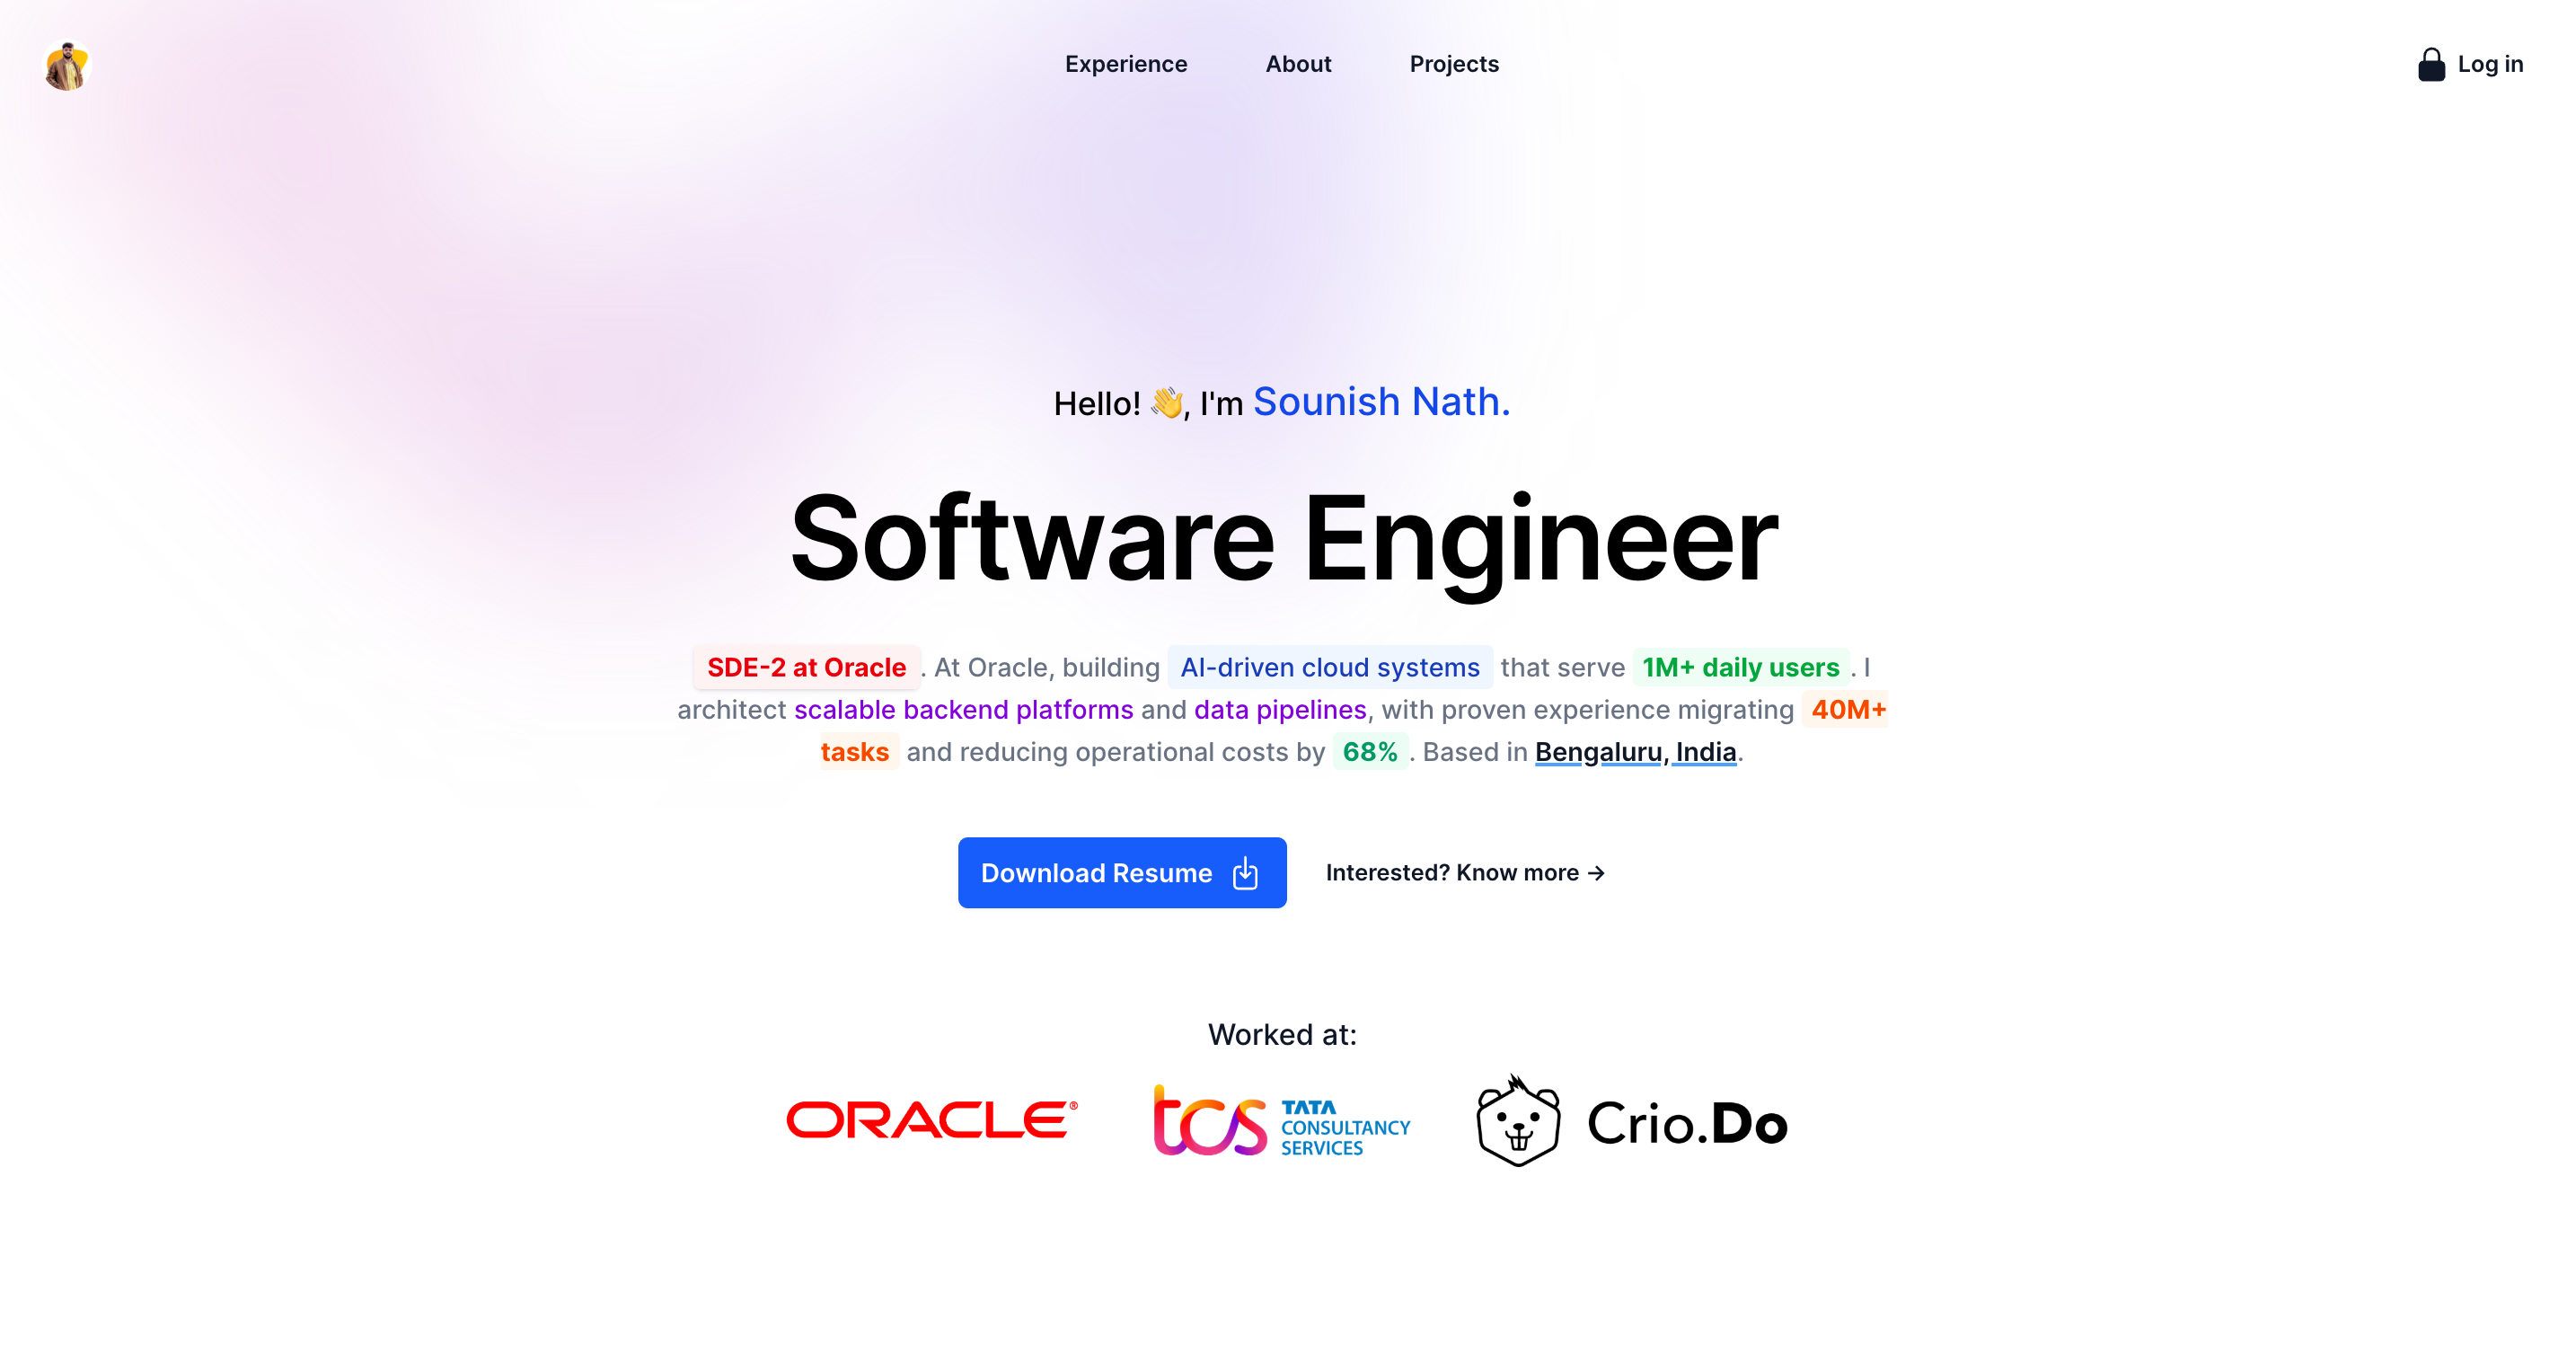 Experience About Projects Log in
Hello! 👋, I'm Sounish Nath.
Software Engineer
SDE-2 at Oracle . At Oracle, building AI-driven cloud systems that serve 1M+ daily users . I
architect scalable backend platforms and data pipelines, with proven experience migrating 40M+
tasks and reducing operational costs by 68% . Based in Bengaluru, India.
Download Resume Interested? Know more →
Worked at:
ORACLE®
tcs TATA
CONSULTANCY
SERVICES
Crio.Do